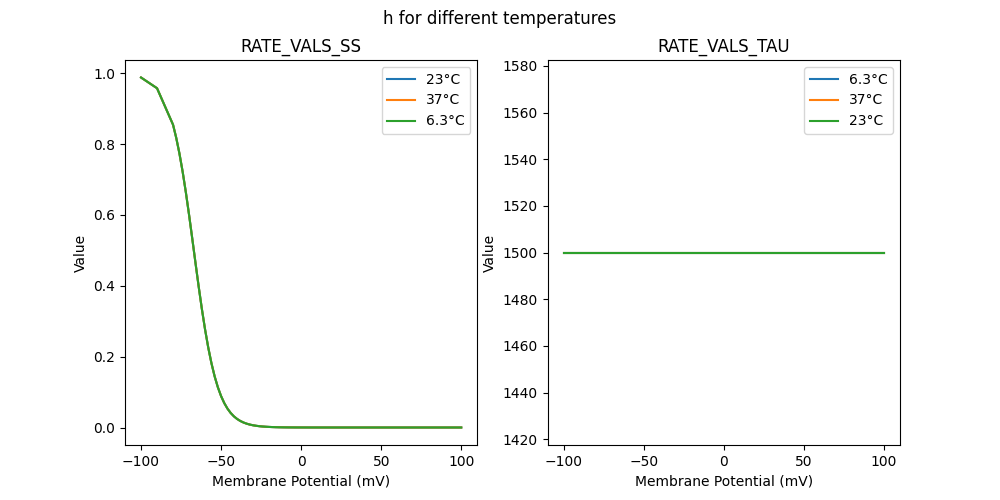 h for different temperatures
RATE_VALS_SS
1.0
0.8
0.6
0.4
0.2
0.0
Value
−100
−50
0
50
100
Membrane Potential (mV)
23°C
37°C
6.3°C
RATE_VALS_TAU
1580
1560
1540
1520
1500
1480
1460
1440
1420
Value
−100
−50
0
50
100
Membrane Potential (mV)
6.3°C
37°C
23°C